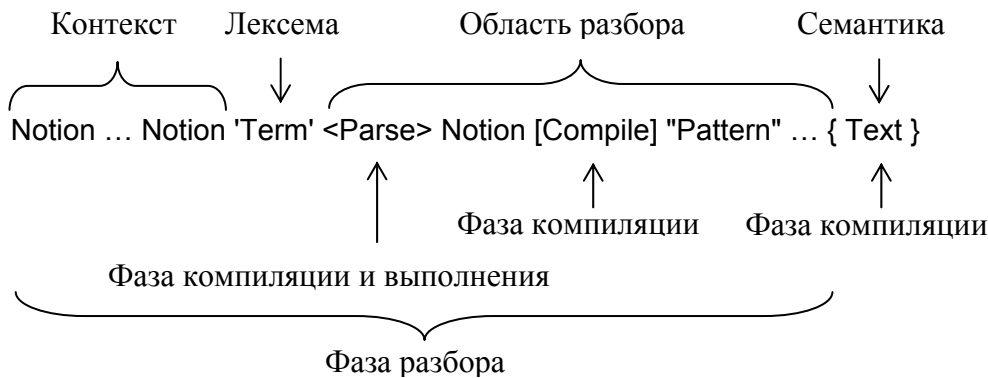 Контекст Лексема Область разбора Семантика
Notion … Notion 'Term' <Parse> Notion [Compile] "Pattern" … { Text }
Фаза компиляции Фаза компиляции
Фаза компиляции и выполнения
Фаза разбора